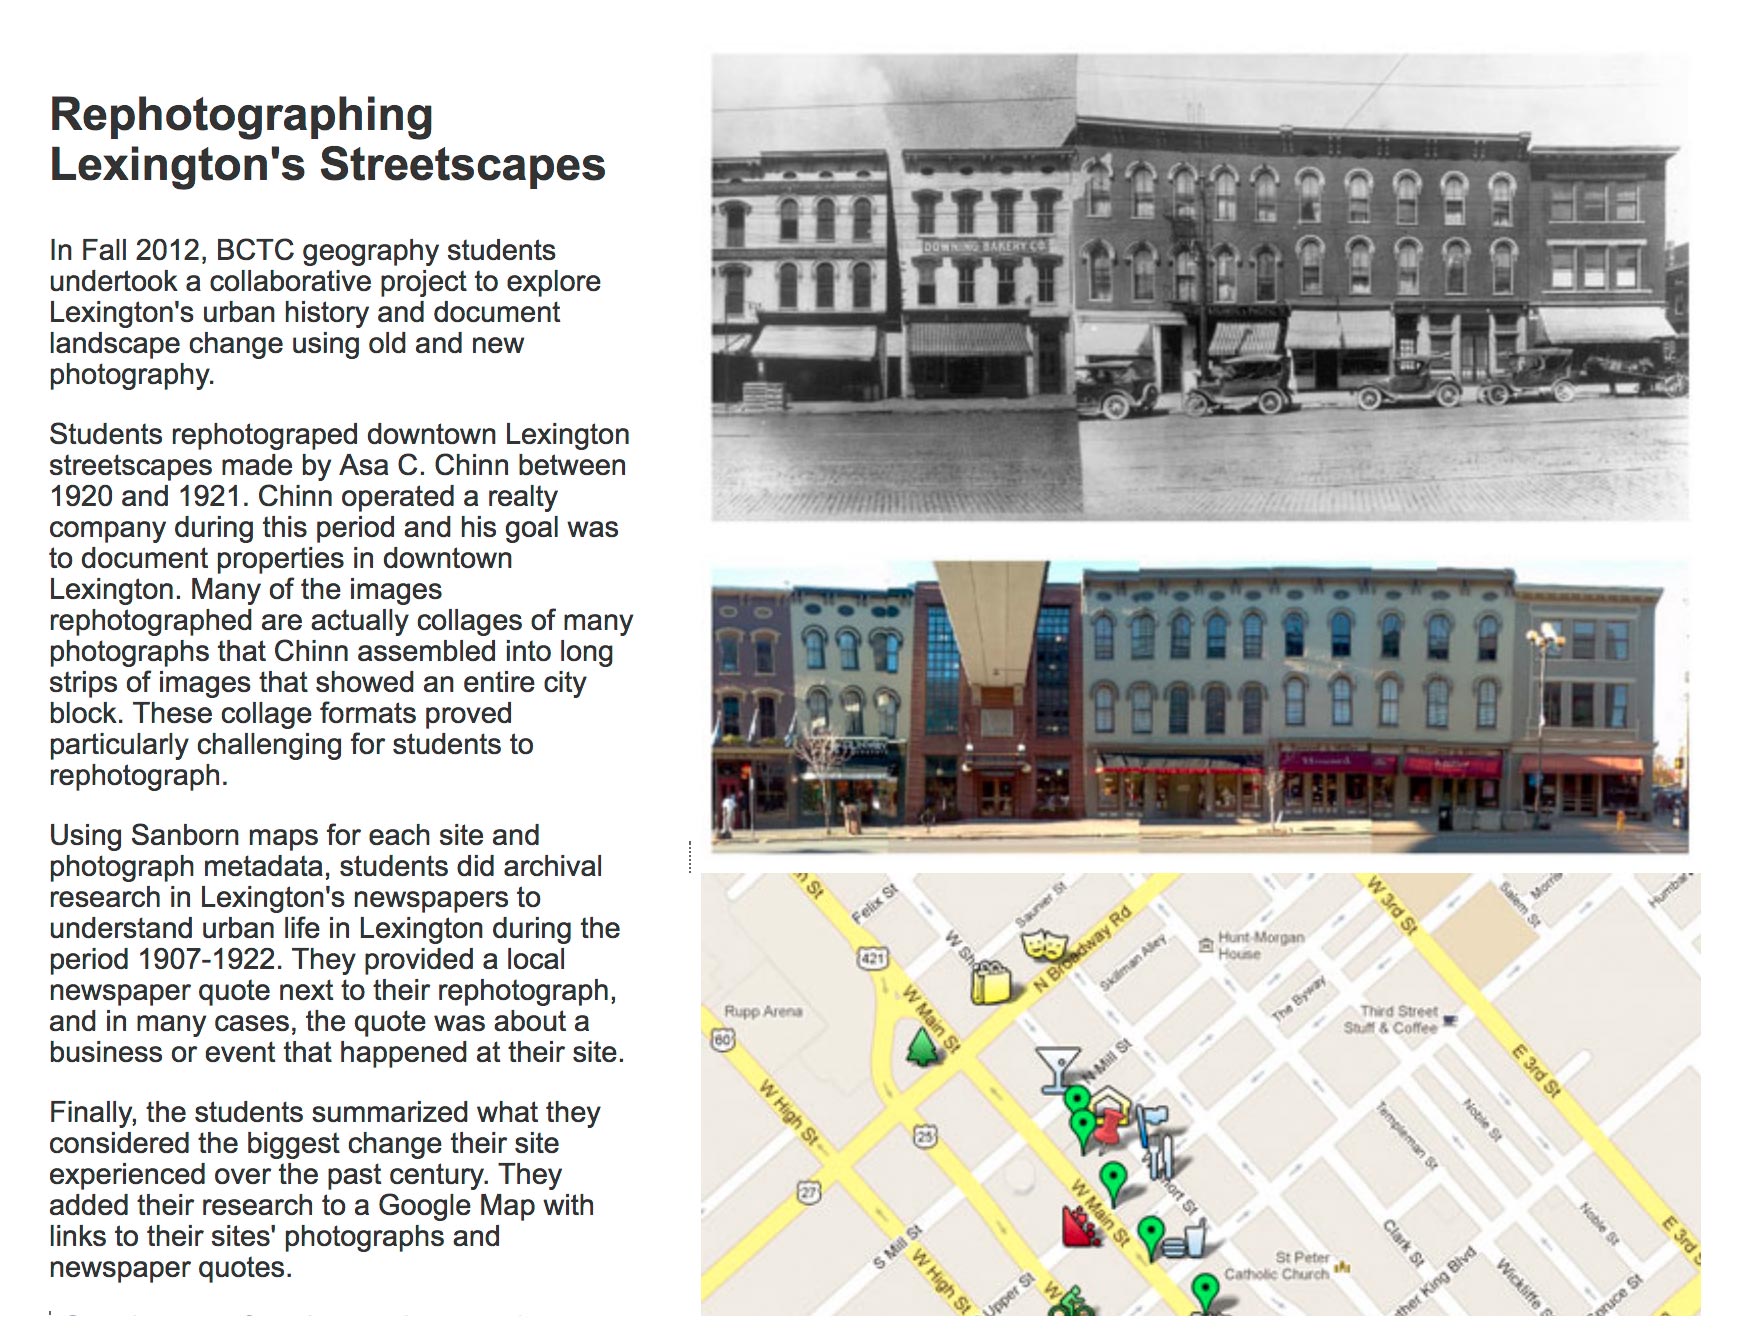 Rephotographing
Lexington's Streetscapes
In Fall 2012, BCTC geography students
undertook a collaborative project to explore
Lexington's urban history and document
landscape change using old and new
photography.
Students rephotograped downtown Lexington
streetscapes made by Asa C. Chinn between
1920 and 1921. Chinn operated a realty
company during this period and his goal was
to document properties in downtown
Lexington. Many of the images
rephotographed are actually collages of many
photographs that Chinn assembled into long
strips of images that showed an entire city
block. These collage formats proved
particularly challenging for students to
rephotograph.
Using Sanborn maps for each site and
photograph metadata, students did archival
research in Lexington's newspapers to
understand urban life in Lexington during the
period 1907-1922. They provided a local
newspaper quote next to their rephotograph,
and in many cases, the quote was about a
business or event that happened at their site.
Finally, the students summarized what they
considered the biggest change their site
experienced over the past century. They
added their research to a Google Map with
links to their sites' photographs and
newspaper quotes.
DOWNING BAKERY CO.
Felix St
Saunier St
W 3rd St
Salem St
N Broadway Rd
Hunt-Morgan
House
421
Skillman Alley
W Main St
The Byway
Rupp Arena
Third Street
Stuff & Coffee
60
N Mill St
E 3rd St
W High St
Templeman St
Noble St
25
27
W Main St
Noble St
E 3rd S
S Mill St
Clark St
St Peter
Catholic Church
W High St
Upper St
ther King Blvd
Wickliffe
pruce St